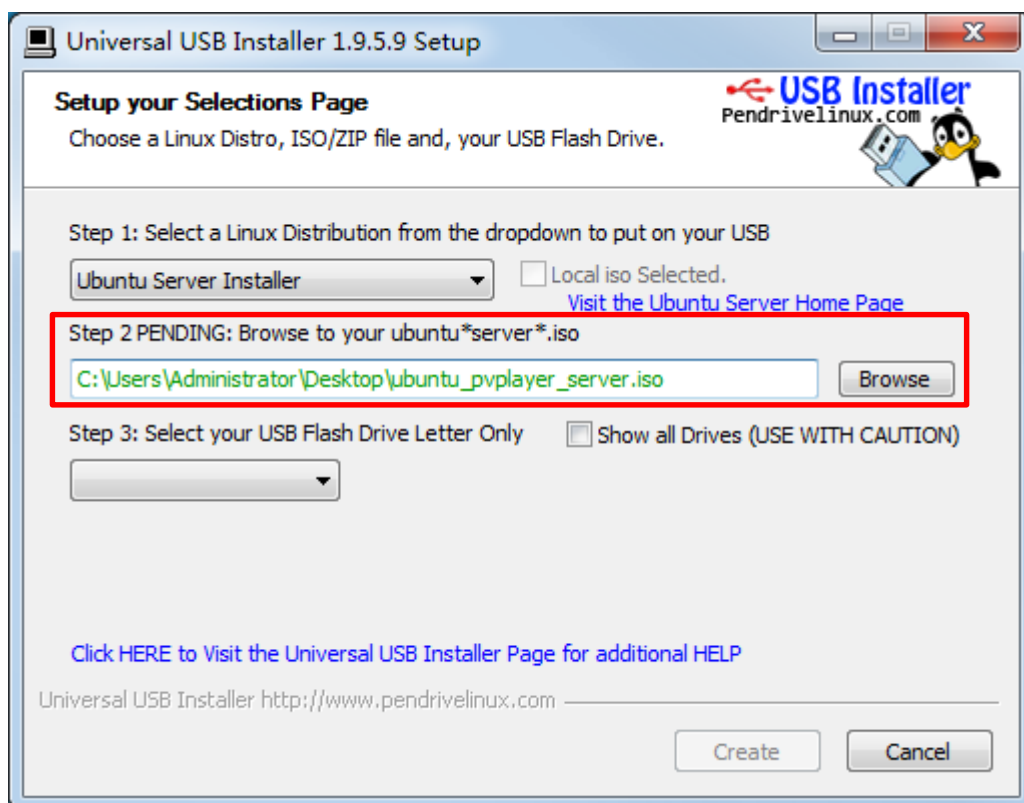 Universal USB Installer 1.9.5.9 Setup
Setup your Selections Page
Choose a Linux Distro, ISO/ZIP file and, your USB Flash Drive.
USB Installer
Pendrivelinux.com
Step 1: Select a Linux Distribution from the dropdown to put on your USB
Ubuntu Server Installer
Local iso Selected.
Visit the Ubuntu Server Home Page
Step 2 PENDING: Browse to your ubuntu*server*.iso
C:\Users\Administrator\Desktop\ubuntu_pvplayer_server.iso
Browse
Step 3: Select your USB Flash Drive Letter Only
Show all Drives (USE WITH CAUTION)
Click HERE to Visit the Universal USB Installer Page for additional HELP
Universal USB Installer http://www.pendrivelinux.com
Create
Cancel